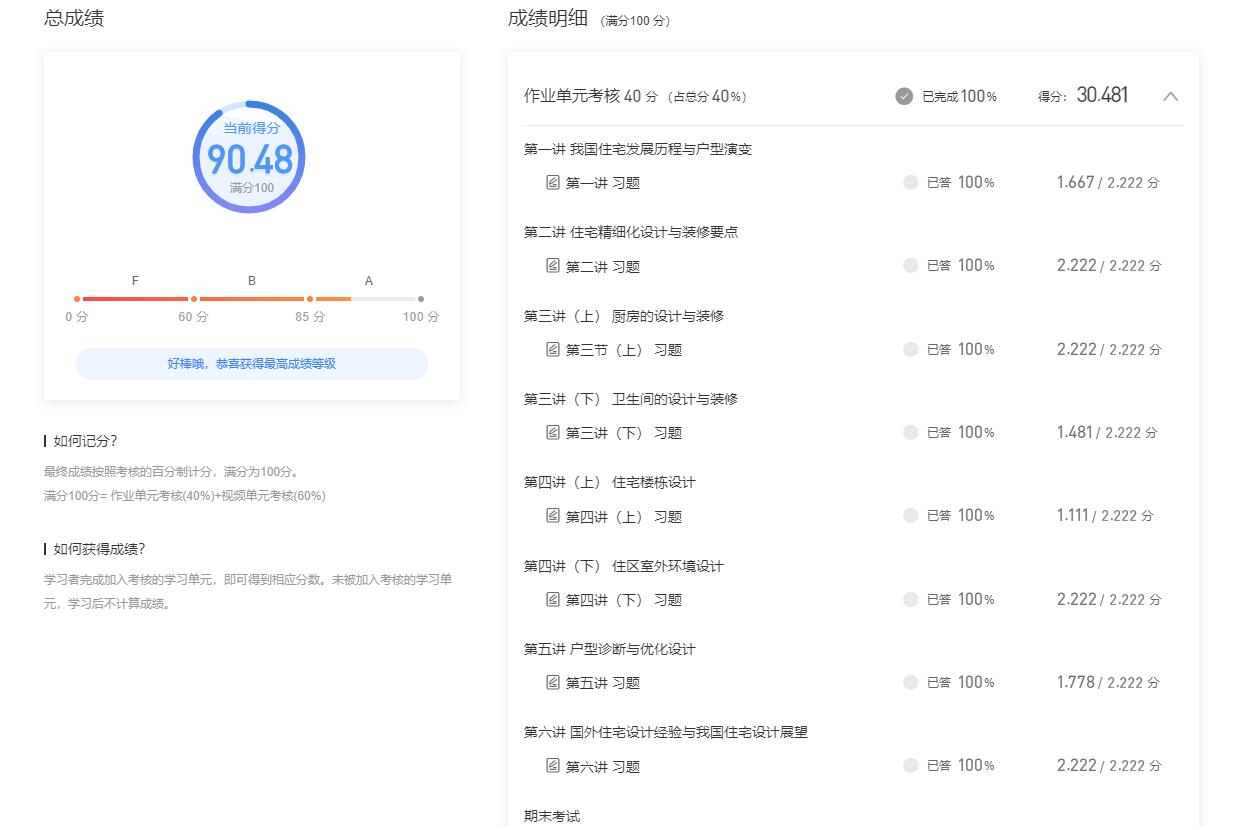 总成绩
当前得分
90.48
满分100
F B A
0 分 60 分 85 分 100 分
好棒哦，恭喜获得最高成绩等级
如何记分？
最终成绩按照考核的百分制计分，满分为100分。
满分100分= 作业单元考核(40%)+视频单元考核(60%)
如何获得成绩？
学习者完成加入考核的学习单元，即可得到相应分数。未被加入考核的学习单
元，学习后不计算成绩。
成绩明细 （满分100 分）
作业单元考核 40 分 （占总分 40%） 已完成100% 得分： 30.481
第一讲 我国住宅发展历程与户型演变
第一讲 习题 已答 100% 1.667 / 2.222 分
第二讲 住宅精细化设计与装修要点
第二讲 习题 已答 100% 2.222 / 2.222 分
第三讲（上） 厨房的设计与装修
第三节（上） 习题 已答 100% 2.222 / 2.222 分
第三讲（下） 卫生间的设计与装修
第三讲（下） 习题 已答 100% 1.481 / 2.222 分
第四讲（上） 住宅楼栋设计
第四讲（上） 习题 已答 100% 1.111 / 2.222 分
第四讲（下） 住区室外环境设计
第四讲（下） 习题 已答 100% 2.222 / 2.222 分
第五讲 户型诊断与优化设计
第五讲 习题 已答 100% 1.778 / 2.222 分
第六讲 国外住宅设计经验与我国住宅设计展望
第六讲 习题 已答 100% 2.222 / 2.222 分
期末考试